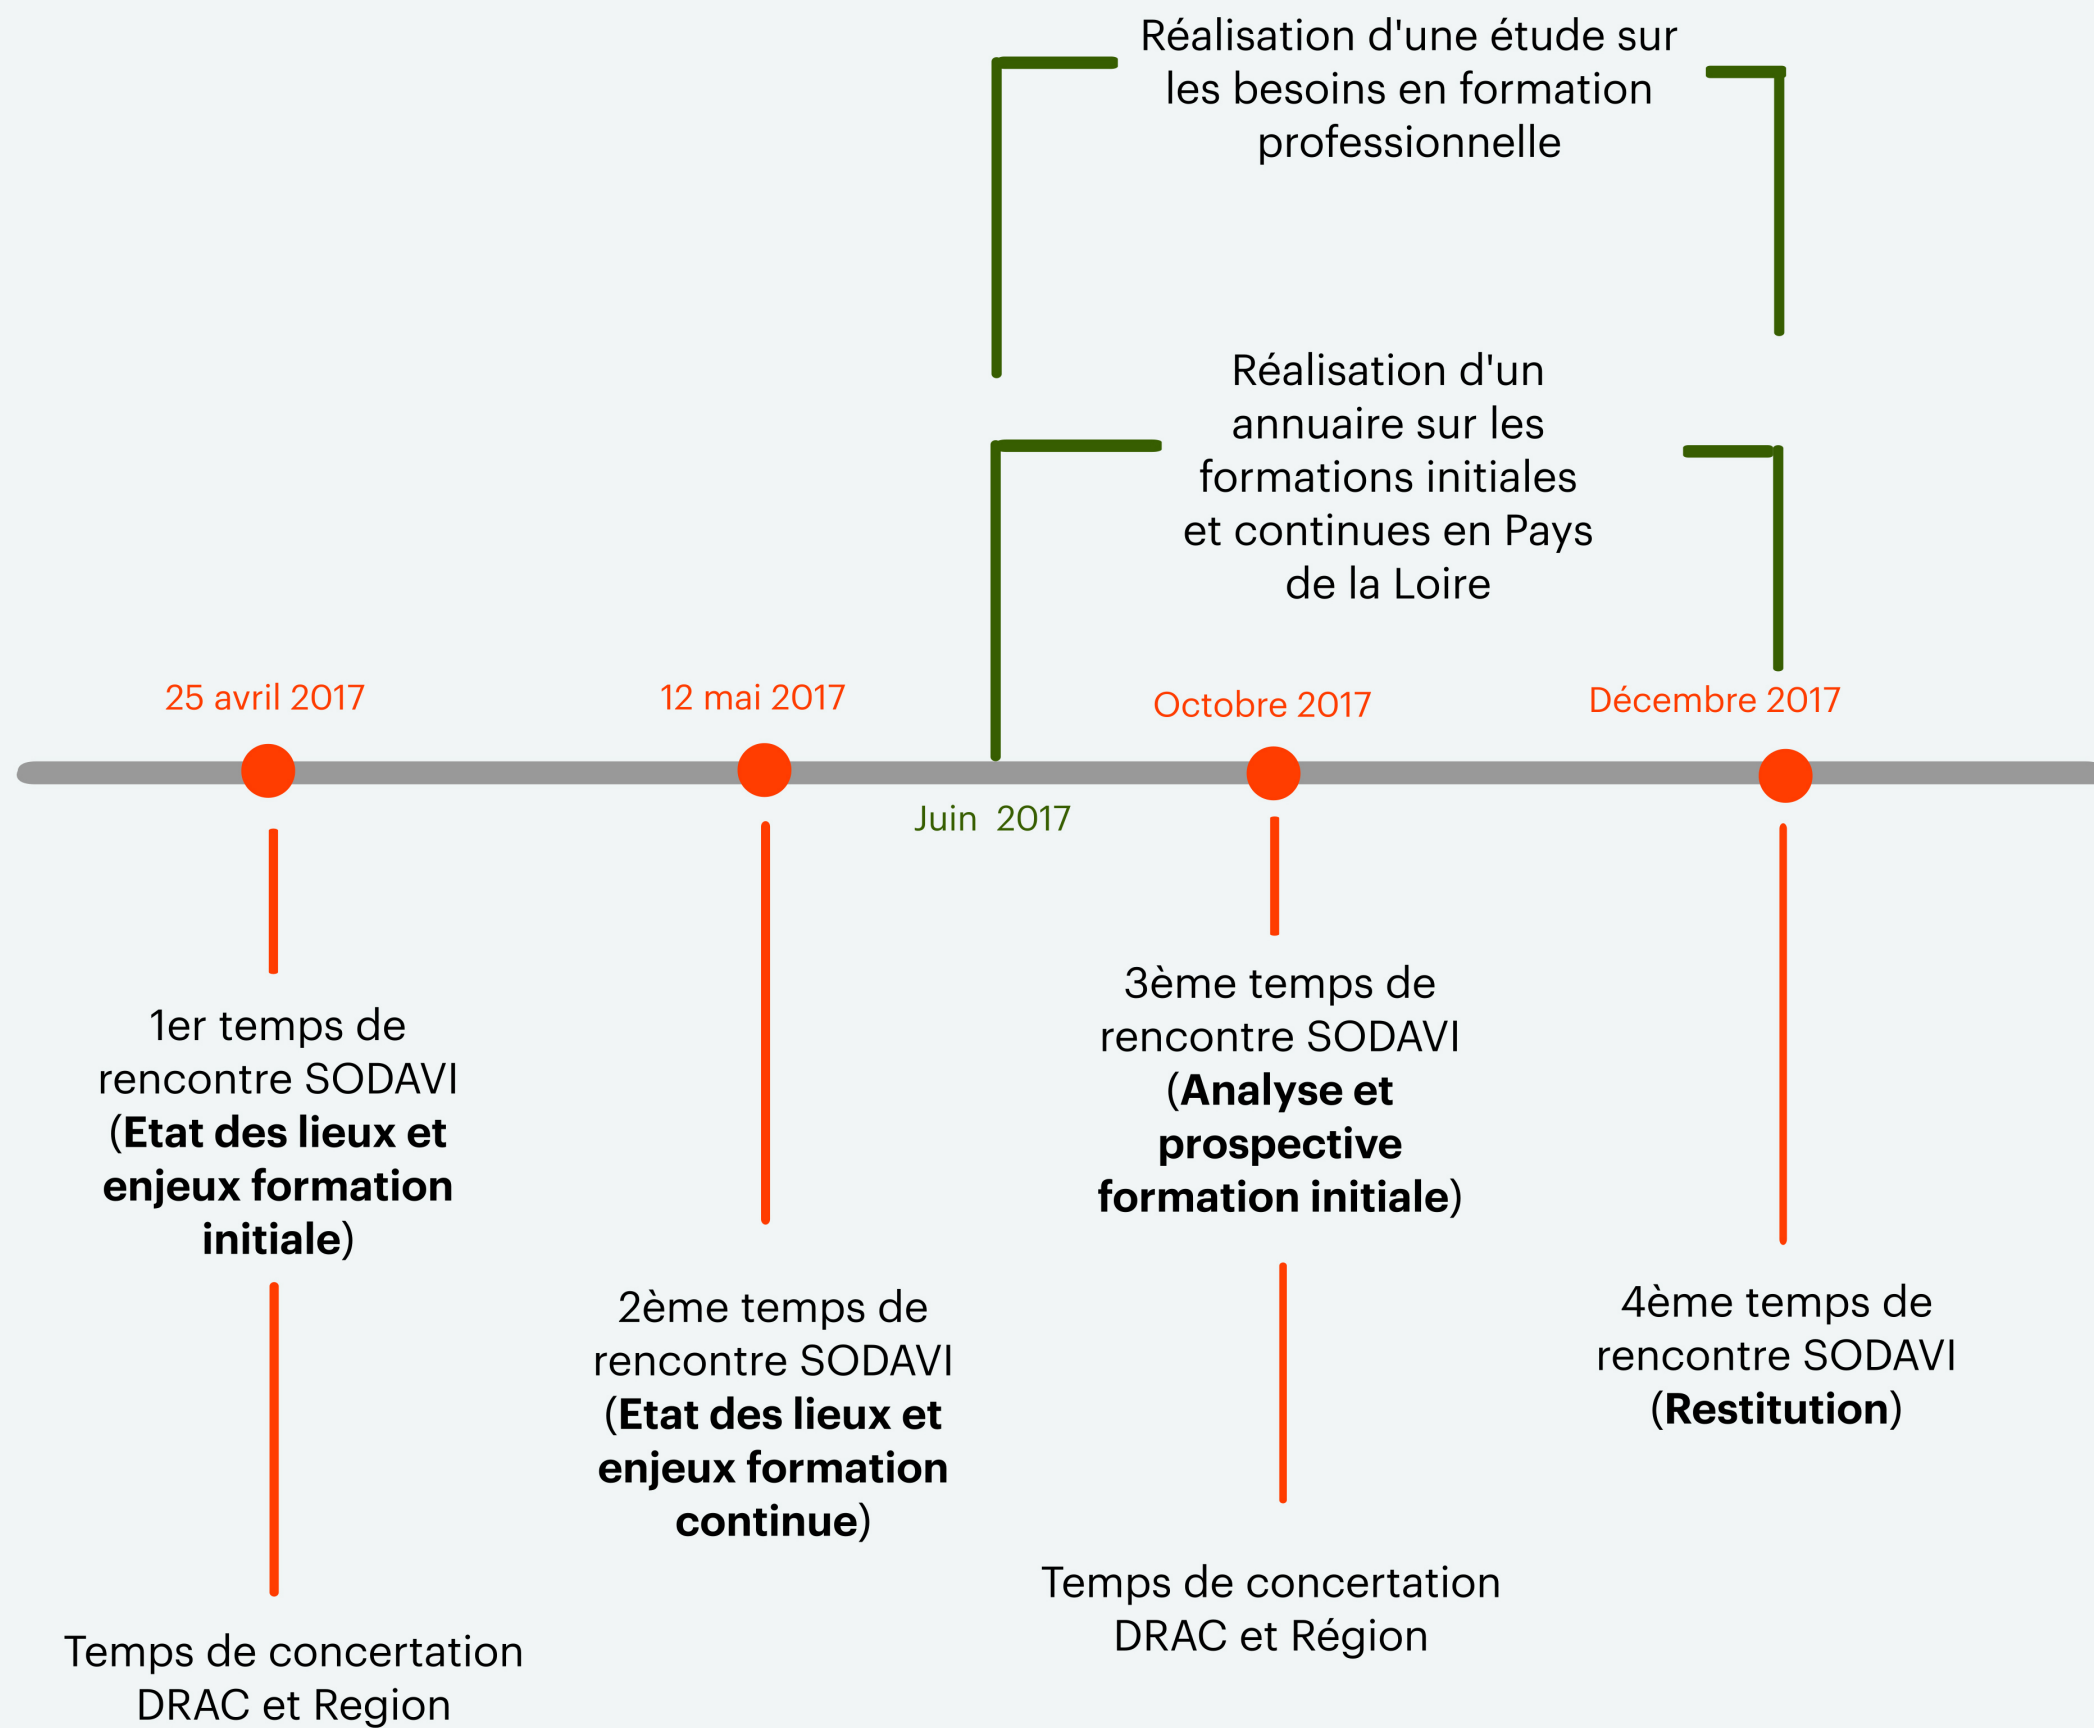 Réalisation d'une étude sur
les besoins en formation
professionnelle
Réalisation d'un
annuaire sur les
formations initiales
et continues en Pays
de la Loire
25 avril 2017
12 mai 2017
Octobre 2017
Décembre 2017
Juin 2017
1er temps de
rencontre SODAVI
(Etat des lieux et
enjeux formation
initiale)
Temps de concertation
DRAC et Region
2ème temps de
rencontre SODAVI
(Etat des lieux et
enjeux formation
continue)
3ème temps de
rencontre SODAVI
(Analyse et
prospective
formation initiale)
Temps de concertation
DRAC et Région
4ème temps de
rencontre SODAVI
(Restitution)